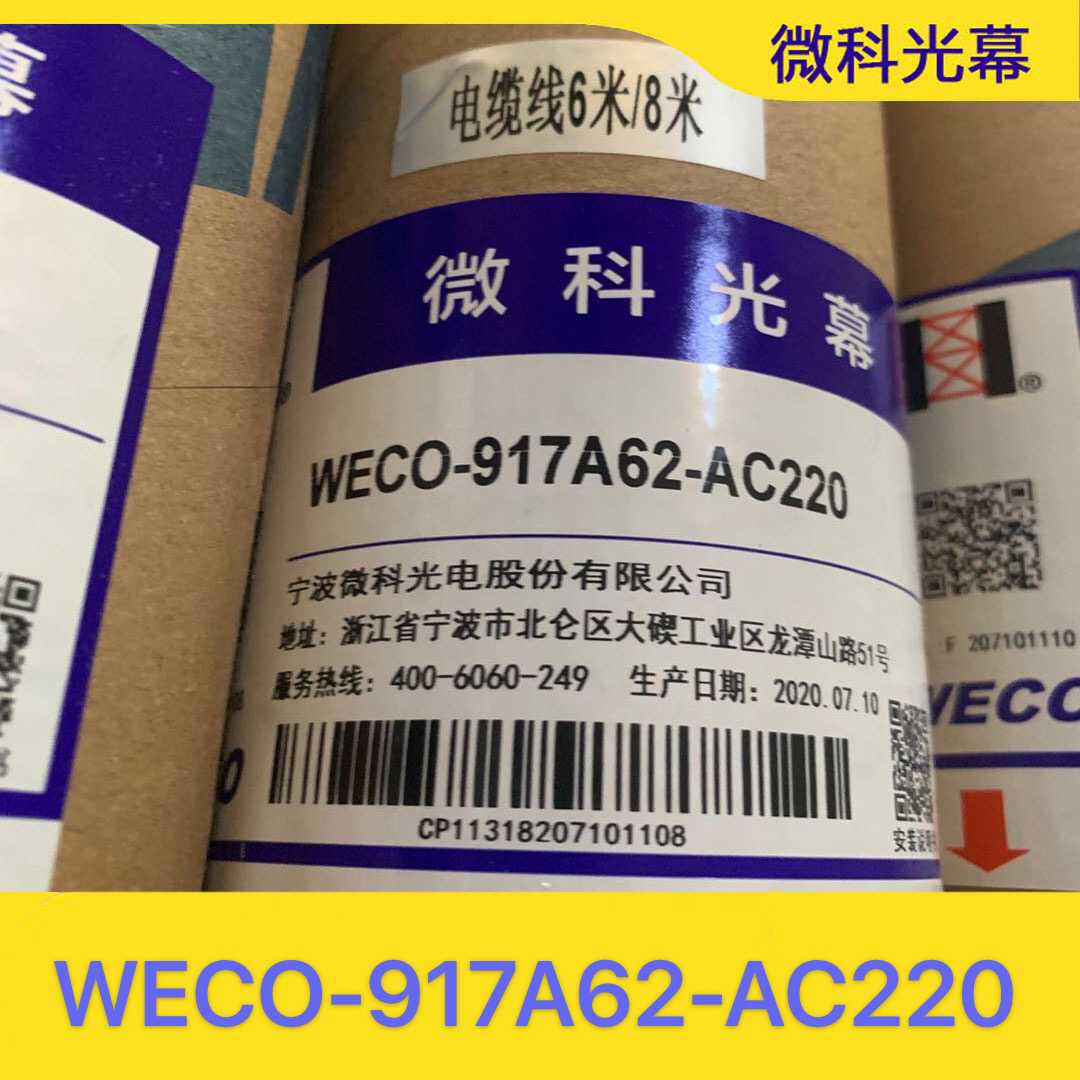 微科光幕
电缆线6米/8米
幕
微科光幕
®
WECO-917A62-AC220
宁波微科光电股份有限公司
地址：浙江省宁波市北仑区大碶工业区龙潭山路51号
服务热线：400-6060-249 生产日期：2020.07.10
F 207101110
WECO
CP11318207101108
WECO-917A62-AC220